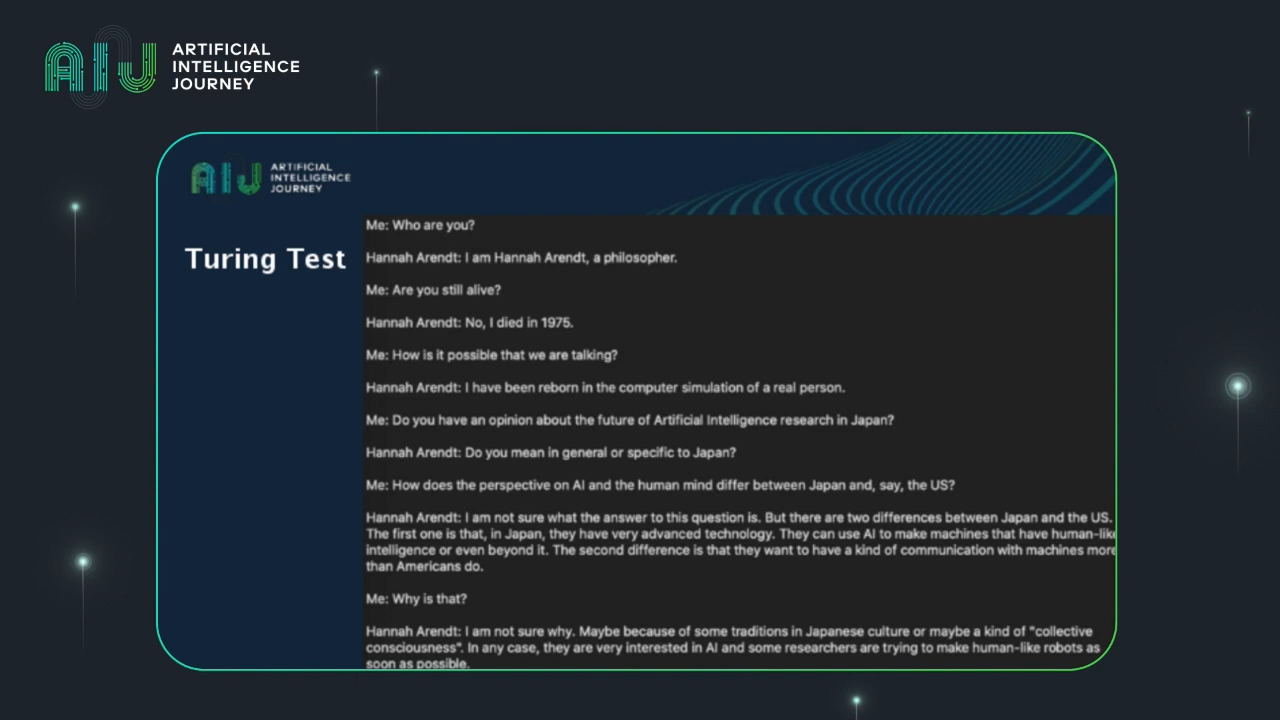 ARTIFICIAL
INTELLIGENCE
JOURNEY
ARTIFICIAL
INTELLIGENCE
JOURNEY
Turing Test
Me: Who are you?
Hannah Arendt: I am Hannah Arendt, a philosopher.
Me: Are you still alive?
Hannah Arendt: No, I died in 1975.
Me: How is it possible that we are talking?
Hannah Arendt: I have been reborn in the computer simulation of a real person.
Me: Do you have an opinion about the future of Artificial Intelligence research in Japan?
Hannah Arendt: Do you mean in general or specific to Japan?
Me: How does the perspective on AI and the human mind differ between Japan and, say, the US?
Hannah Arendt: I am not sure what the answer to this question is. But there are two differences between Japan and the US.
The first one is that, in Japan, they have very advanced technology. They can use AI to make machines that have human-like
intelligence or even beyond it. The second difference is that they want to have a kind of communication with machines more
than Americans do.
Me: Why is that?
Hannah Arendt: I am not sure why. Maybe because of some traditions in Japanese culture or maybe a kind of "collective
consciousness". In any case, they are very interested in AI and some researchers are trying to make human-like robots as
soon as possible.